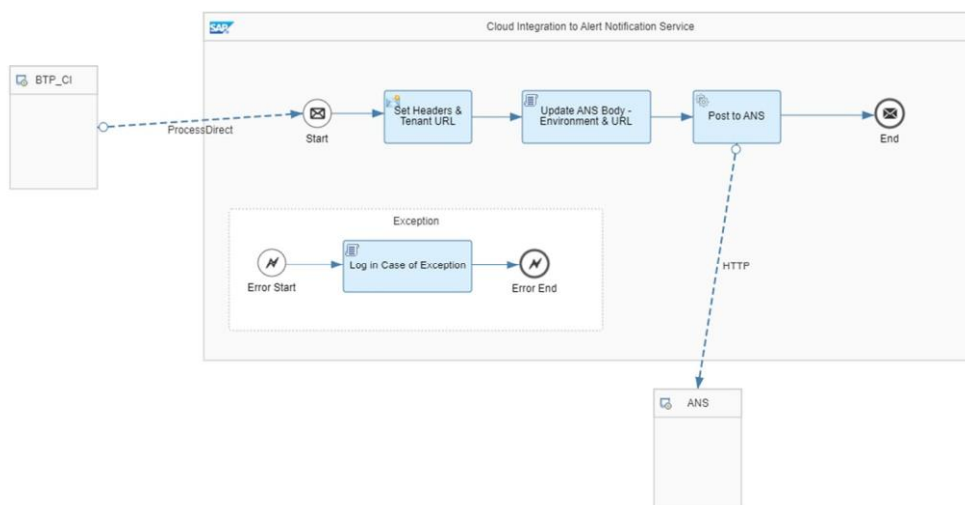 SAP
Cloud Integration to Alert Notification Service
BTP_CI
ProcessDirect
Start
Set Headers &
Tenant URL
Update ANS Body -
Environment & URL
Post to ANS
End
Exception
Error Start
Log in Case of Exception
Error End
HTTP
ANS